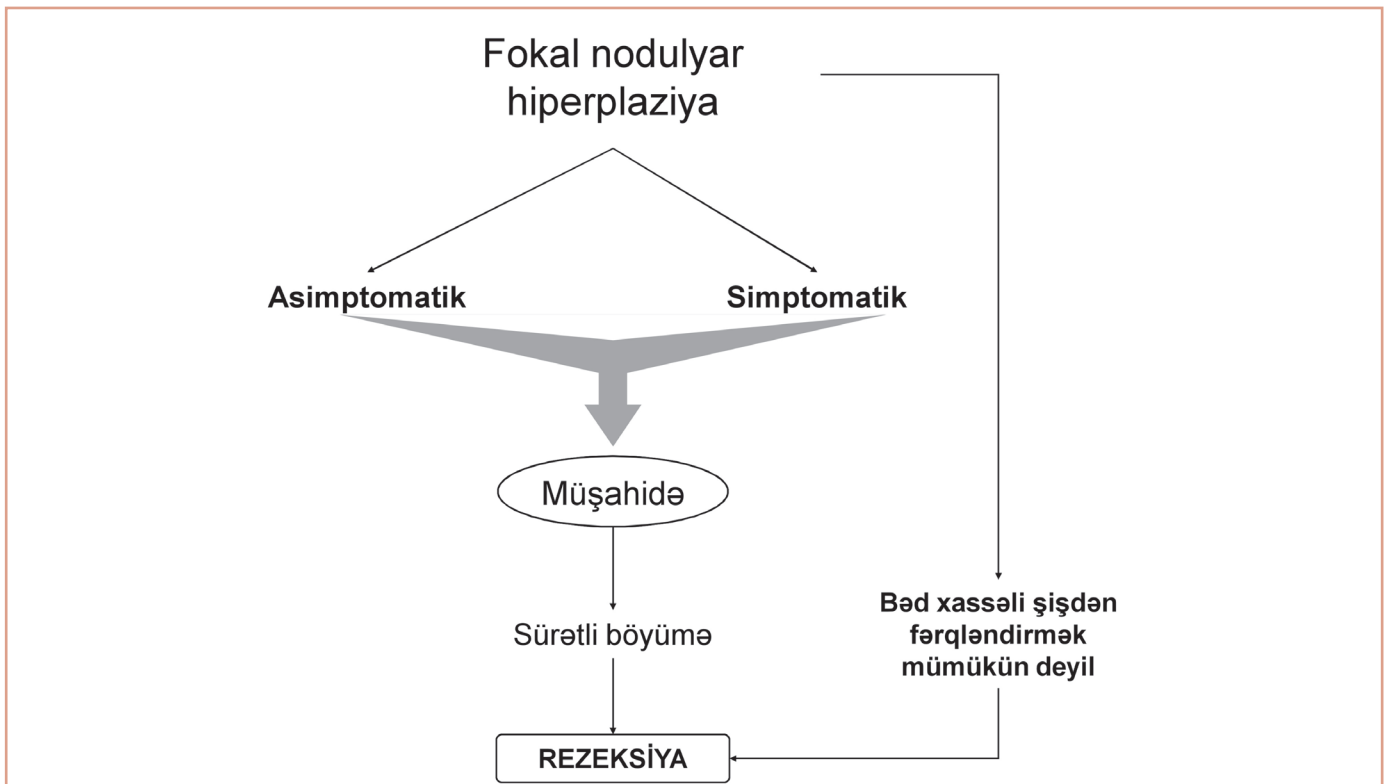 Fokal nodulyar
hiperplaziya
Asimptomatik
Simptomatik
Müşahidə
Sürətli böyümə
Bəd xassəli şişdən
fərqləndirmək
mümükün deyil
REZEKSİYA